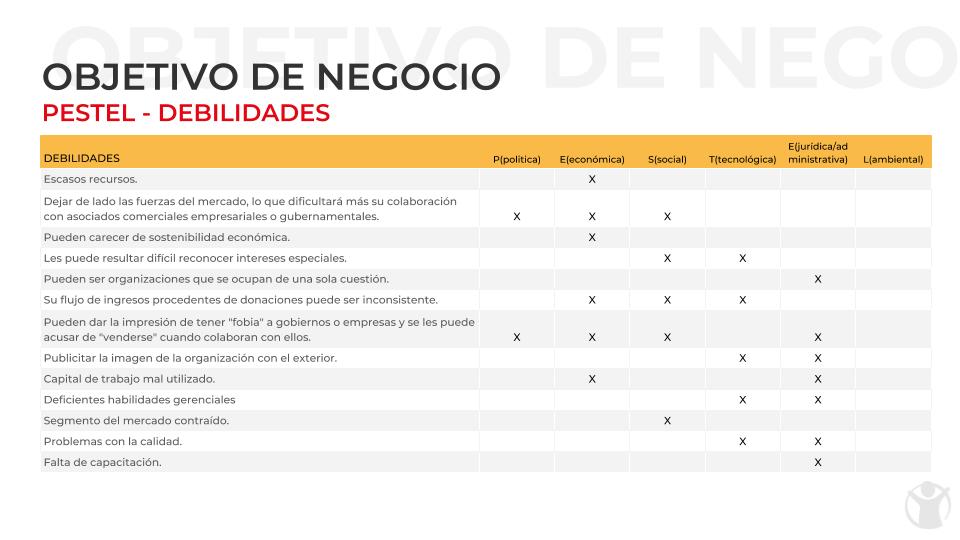 OBJETIVO DE NEGO
OBJETIVO DE NEGOCIO
PESTEL - DEBILIDADES
DEBILIDADES P(politica) E(económica) S(social) T(tecnológica) E(jurídica/ad
ministrativa) L(ambiental)
Escasos recursos. X
Dejar de lado las fuerzas del mercado, lo que dificultará más su colaboración
con asociados comerciales empresariales o gubernamentales. X X X
Pueden carecer de sostenibilidad económica. X
Les puede resultar difícil reconocer intereses especiales. X X
Pueden ser organizaciones que se ocupan de una sola cuestión. X
Su flujo de ingresos procedentes de donaciones puede ser inconsistente. X X X
Pueden dar la impresión de tener "fobia" a gobiernos o empresas y se les puede
acusar de "venderse" cuando colaboran con ellos. X X X X
Publicitar la imagen de la organización con el exterior. X X
Capital de trabajo mal utilizado. X X
Deficientes habilidades gerenciales X X
Segmento del mercado contraído. X
Problemas con la calidad. X X
Falta de capacitación. X